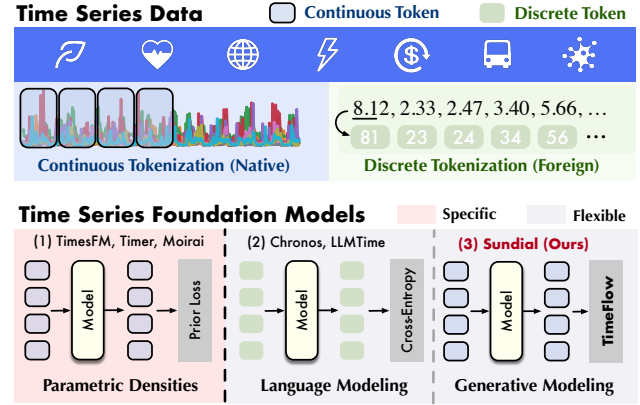 Time Series Data
Continuous Token
Discrete Token
8.12, 2.33, 2.47, 3.40, 5.66, ...
81 23 24 34 56 ...
Continuous Tokenization (Native)
Discrete Tokenization (Foreign)
Time Series Foundation Models
Specific
Flexible
(1) TimesFM, Timer, Moirai
Model
Prior Loss
Parametric Densities
(2) Chronos, LLMTime
Model
Cross-Entropy
Language Modeling
(3) Sundial (Ours)
Model
TimeFlow
Generative Modeling